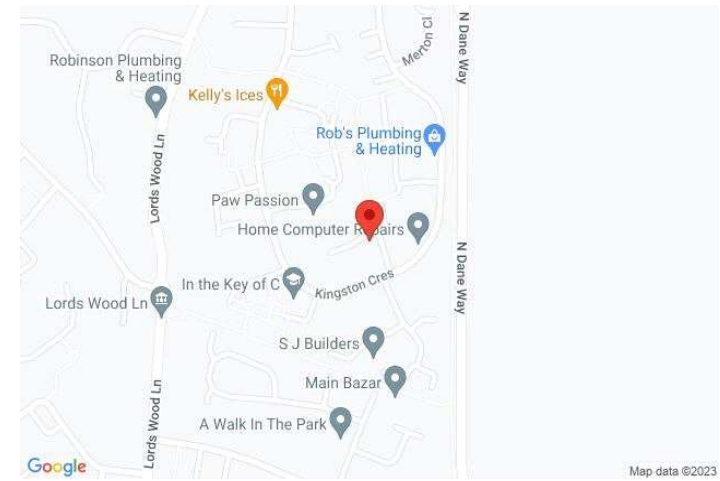 Merton Cl
N Dane Way
Robinson Plumbing
& Heating
Kelly's Ices
Rob's Plumbing
& Heating
Lords Wood Ln
Paw Passion
Home Computer Repairs
N Dane Way
In the Key of C
Kingston Cres
Lords Wood Ln
S J Builders
Main Bazar
Lords Wood Ln
A Walk In The Park
Google
Map data ©2023